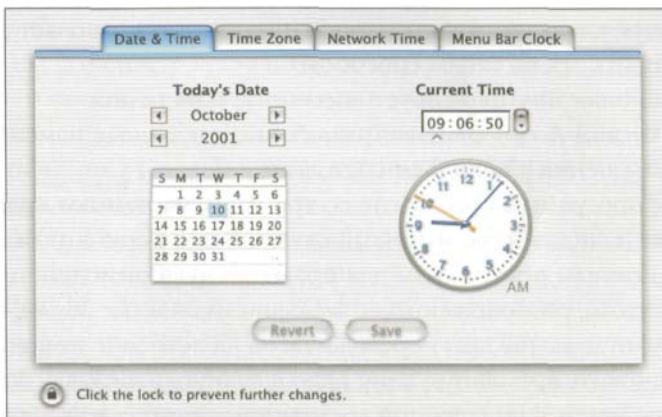 Date & Time Time Zone Network Time Menu Bar Clock
Today's Date
October
2001
S M T W T F S
1 2 3 4 5 6
7 8 9 10 11 12 13
14 15 16 17 18 19 20
21 22 23 24 25 26 27
28 29 30 31
Current Time
09:06:50
12
1
2
3
4
5
6
7
8
9
10
11
AM
Revert Save
Click the lock to prevent further changes.